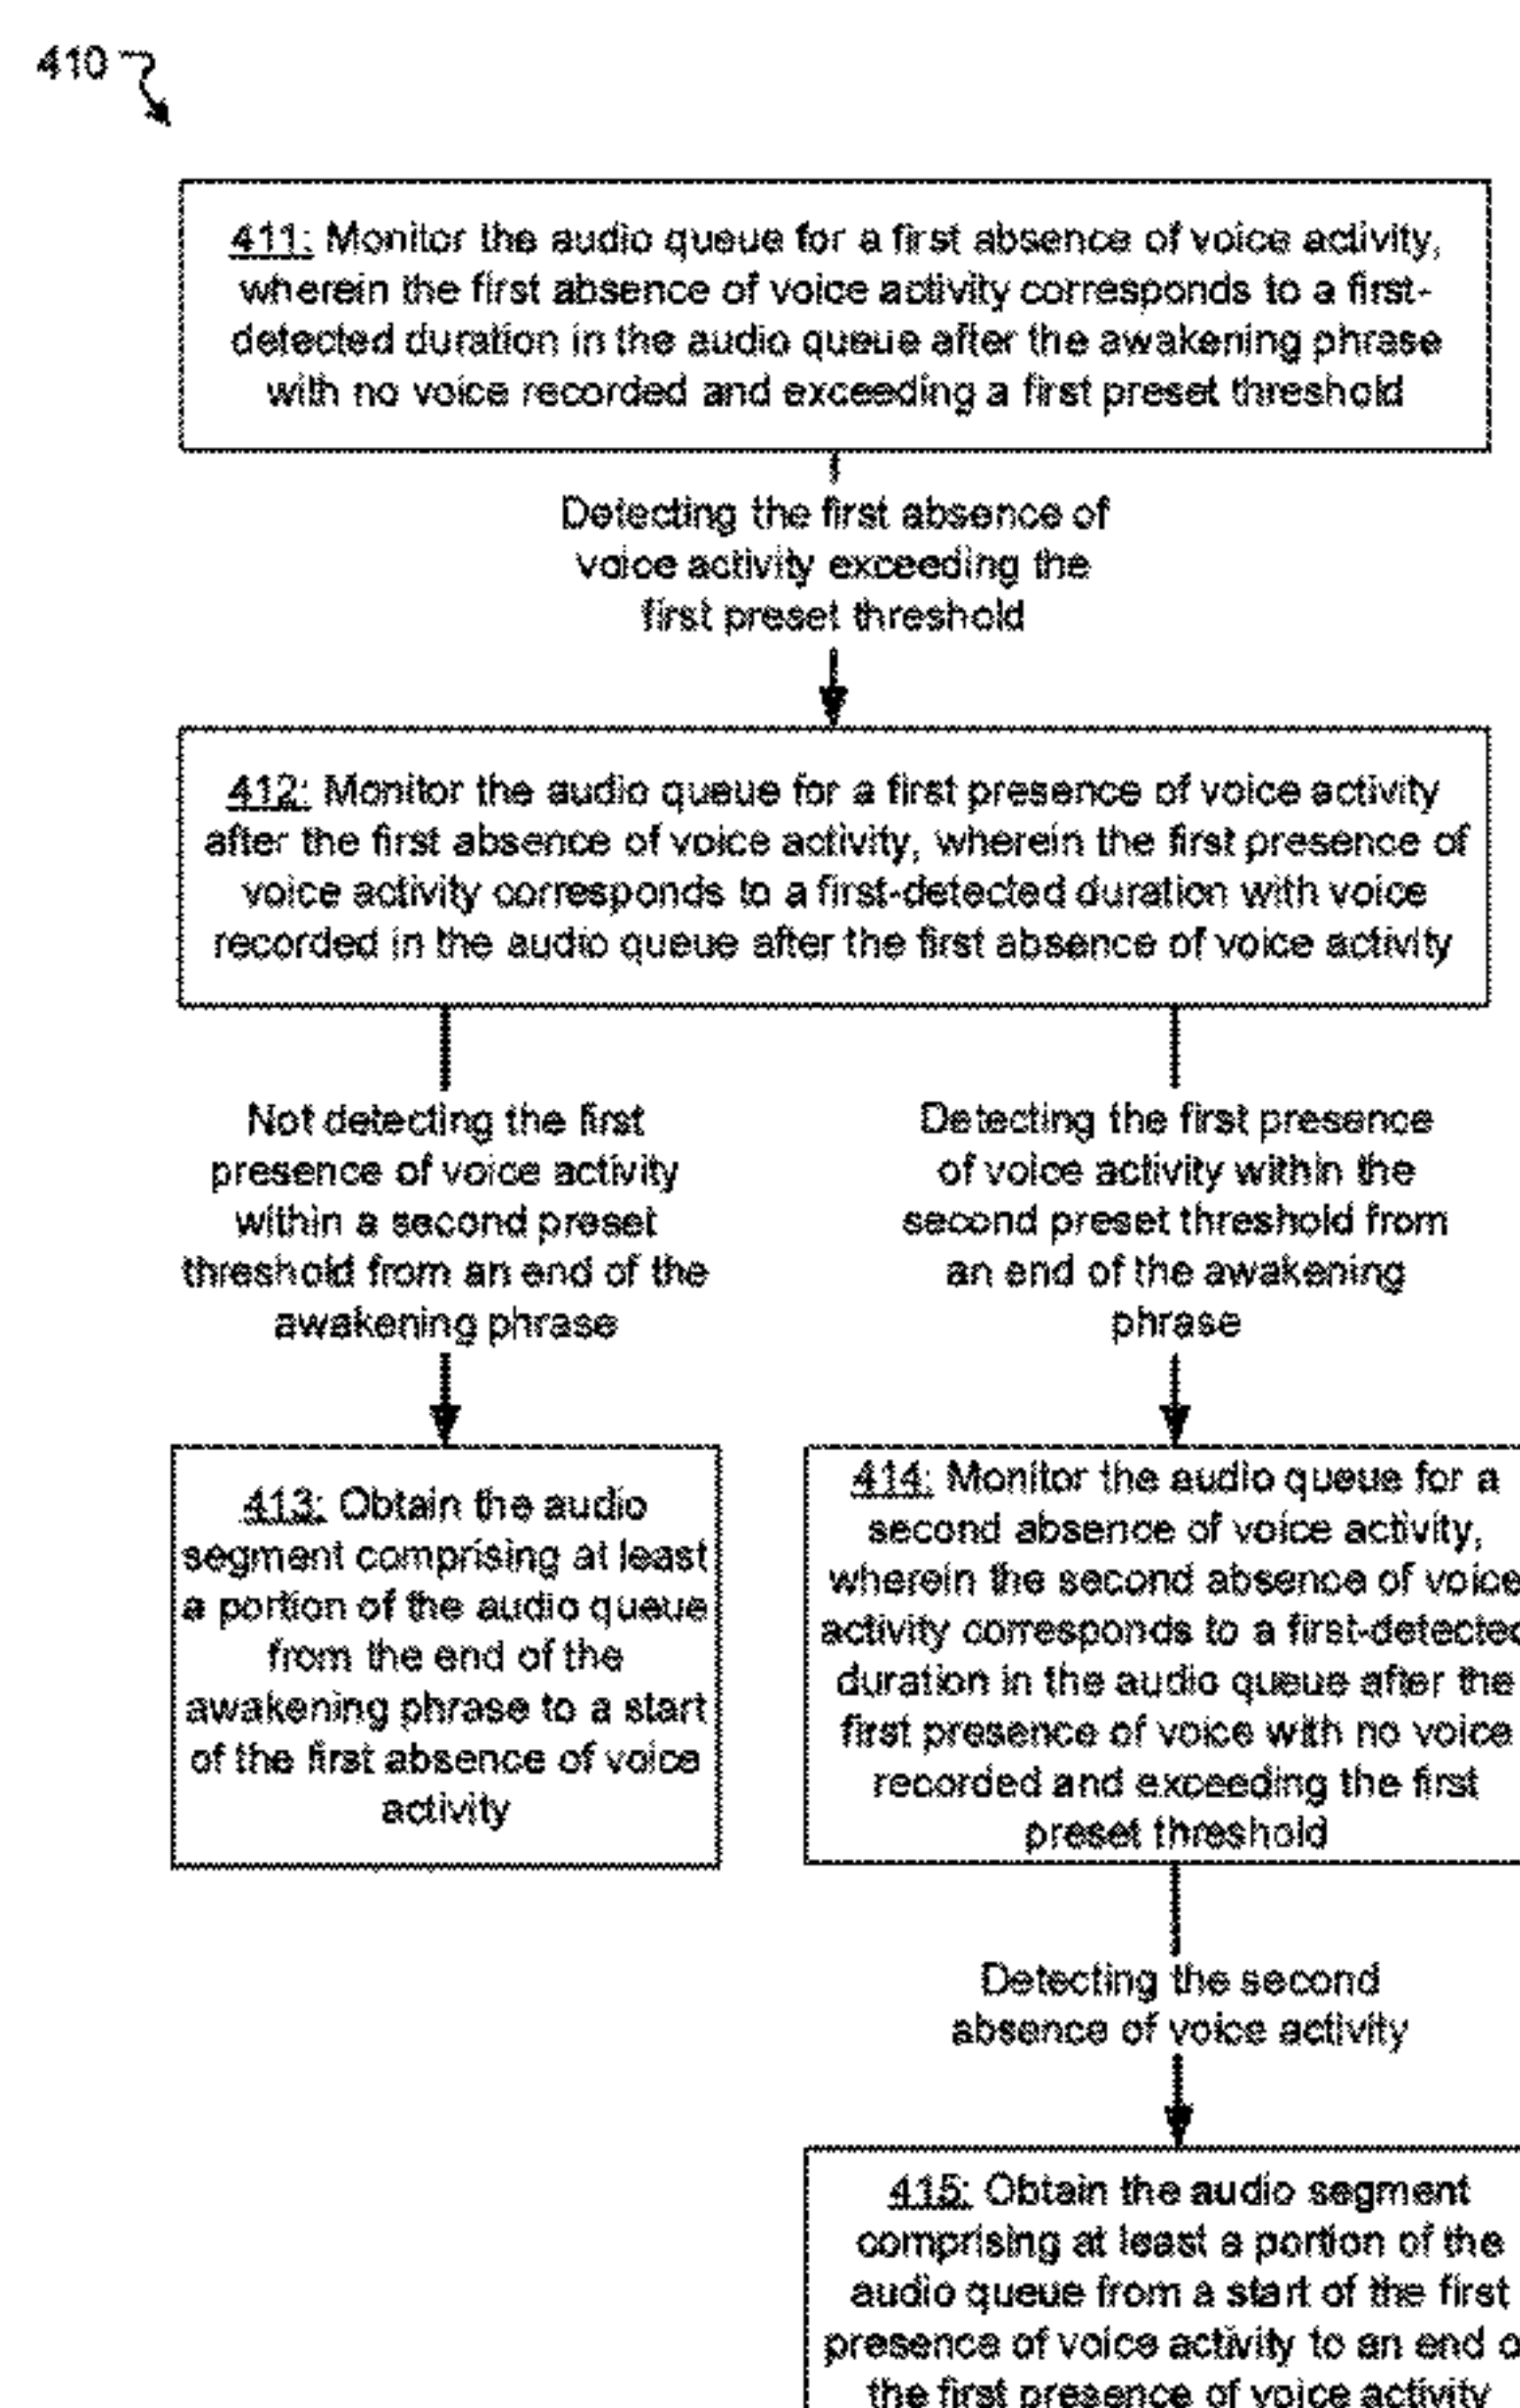 410
411: Monitor the audio queue for a first absence of voice activity,
wherein the first absence of voice activity corresponds to a first-
detected duration in the audio queue after the awakening phrase
with no voice recorded and exceeding a first preset threshold
Detecting the first absence of
voice activity exceeding the
first preset threshold
412: Monitor the audio queue for a first presence of voice activity
after the first absence of voice activity, wherein the first presence of
voice activity corresponds to a first-detected duration with voice
recorded in the audio queue after the first absence of voice activity
Not detecting the first
presence of voice activity
within a second preset
threshold from an end of the
awakening phrase
Detecting the first presence
of voice activity within the
second preset threshold from
an end of the awakening
phrase
413: Obtain the audio
segment comprising at least
a portion of the audio queue
from the end of the
awakening phrase to a start
of the first absence of voice
activity
414: Monitor the audio queue for a
second absence of voice activity,
wherein the second absence of voice
activity corresponds to a first-detected
duration in the audio queue after the
first presence of voice with no voice
recorded and exceeding the first
preset threshold
Detecting the second
absence of voice activity
415: Obtain the audio segment
comprising at least a portion of the
audio queue from a start of the first
presence of voice activity to an end o
the first presence of voice activity